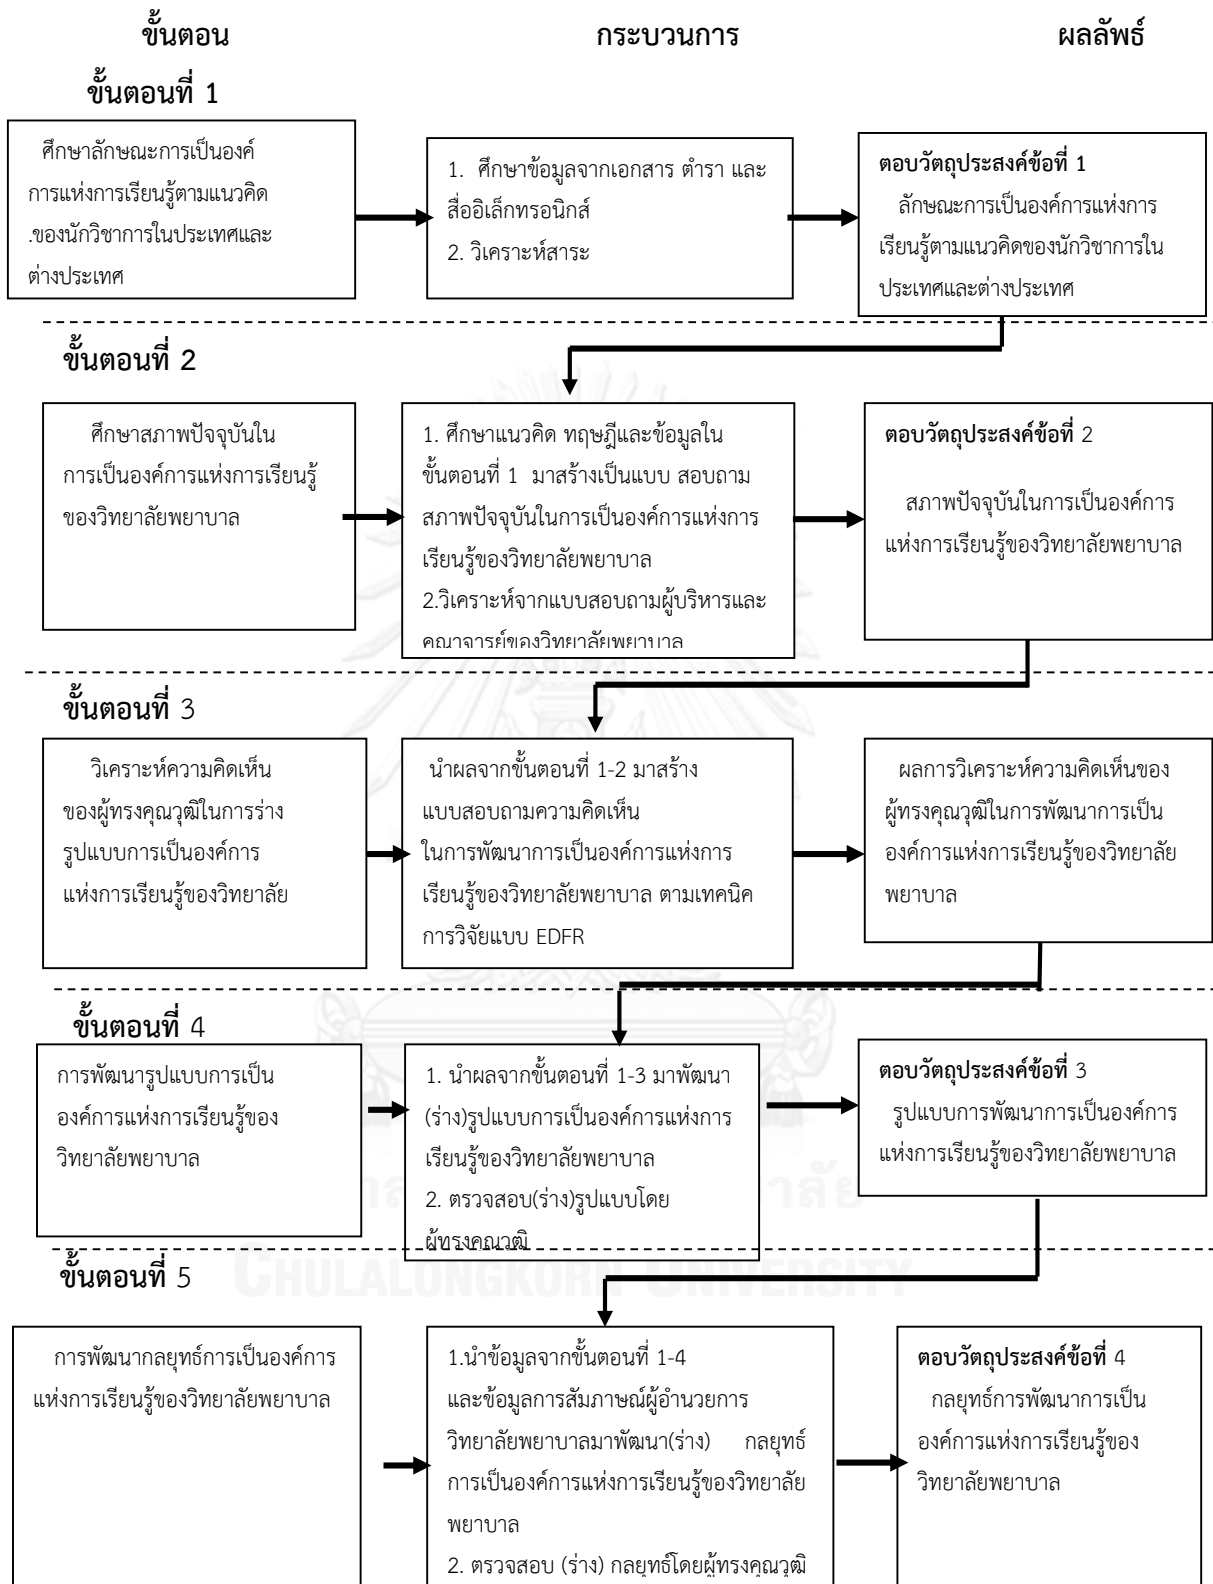 ขั้นตอน กระบวนการ ผลลัพธ์
ขั้นตอนที่ 1
ศึกษาลักษณะการเป็นองค์
การแห่งการเรียนรู้ตามแนวคิด
.ของนักวิชาการในประเทศและ
ต่างประเทศ
1. ศึกษาข้อมูลจากเอกสาร ตำรา และ
สื่ออิเล็กทรอนิกส์
2. วิเคราะห์สาระ
ตอบวัตถุประสงค์ข้อที่ 1
ลักษณะการเป็นองค์การแห่งการ
เรียนรู้ตามแนวคิดของนักวิชาการใน
ประเทศและต่างประเทศ
ขั้นตอนที่ 2
ศึกษาสภาพปัจจุบันใน
การเป็นองค์การแห่งการเรียนรู้
ของวิทยาลัยพยาบาล
1. ศึกษาแนวคิด ทฤษฎีและข้อมูลใน
ขั้นตอนที่ 1 มาสร้างเป็นแบบ สอบถาม
สภาพปัจจุบันในการเป็นองค์การแห่งการ
เรียนรู้ของวิทยาลัยพยาบาล
2.วิเคราะห์จากแบบสอบถามผู้บริหารและ
คณาจารย์ของวิทยาลัยพยาบาล
ตอบวัตถุประสงค์ข้อที่ 2
สภาพปัจจุบันในการเป็นองค์การ
แห่งการเรียนรู้ของวิทยาลัยพยาบาล
ขั้นตอนที่ 3
วิเคราะห์ความคิดเห็น
ของผู้ทรงคุณวุฒิในการร่าง
รูปแบบการเป็นองค์การ
แห่งการเรียนรู้ของวิทยาลัย
นำผลจากขั้นตอนที่ 1-2 มาสร้าง
แบบสอบถามความคิดเห็น
ในการพัฒนาการเป็นองค์การแห่งการ
เรียนรู้ของวิทยาลัยพยาบาล ตามเทคนิค
การวิจัยแบบ EDFR
ผลการวิเคราะห์ความคิดเห็นของ
ผู้ทรงคุณวุฒิในการพัฒนาการเป็น
องค์การแห่งการเรียนรู้ของวิทยาลัย
พยาบาล
ขั้นตอนที่ 4
การพัฒนารูปแบบการเป็น
องค์การแห่งการเรียนรู้ของ
วิทยาลัยพยาบาล
1. นำผลจากขั้นตอนที่ 1-3 มาพัฒนา
(ร่าง)รูปแบบการเป็นองค์การแห่งการ
เรียนรู้ของวิทยาลัยพยาบาล
2. ตรวจสอบ(ร่าง)รูปแบบโดย
ผู้ทรงคุณวุฒิ
ตอบวัตถุประสงค์ข้อที่ 3
รูปแบบการพัฒนาการเป็นองค์การ
แห่งการเรียนรู้ของวิทยาลัยพยาบาล
CHULALONGKORN UNIVERSITY
ขั้นตอนที่ 5
การพัฒนากลยุทธ์การเป็นองค์การ
แห่งการเรียนรู้ของวิทยาลัยพยาบาล
1.นำข้อมูลจากขั้นตอนที่ 1-4
และข้อมูลการสัมภาษณ์ผู้อำนวยการ
วิทยาลัยพยาบาลมาพัฒนา(ร่าง) กลยุทธ์
การเป็นองค์การแห่งการเรียนรู้ของวิทยาลัย
พยาบาล
2. ตรวจสอบ (ร่าง) กลยุทธ์โดยผู้ทรงคุณวุฒิ
ตอบวัตถุประสงค์ข้อที่ 4
กลยุทธ์การพัฒนาการเป็น
องค์การแห่งการเรียนรู้ของ
วิทยาลัยพยาบาล